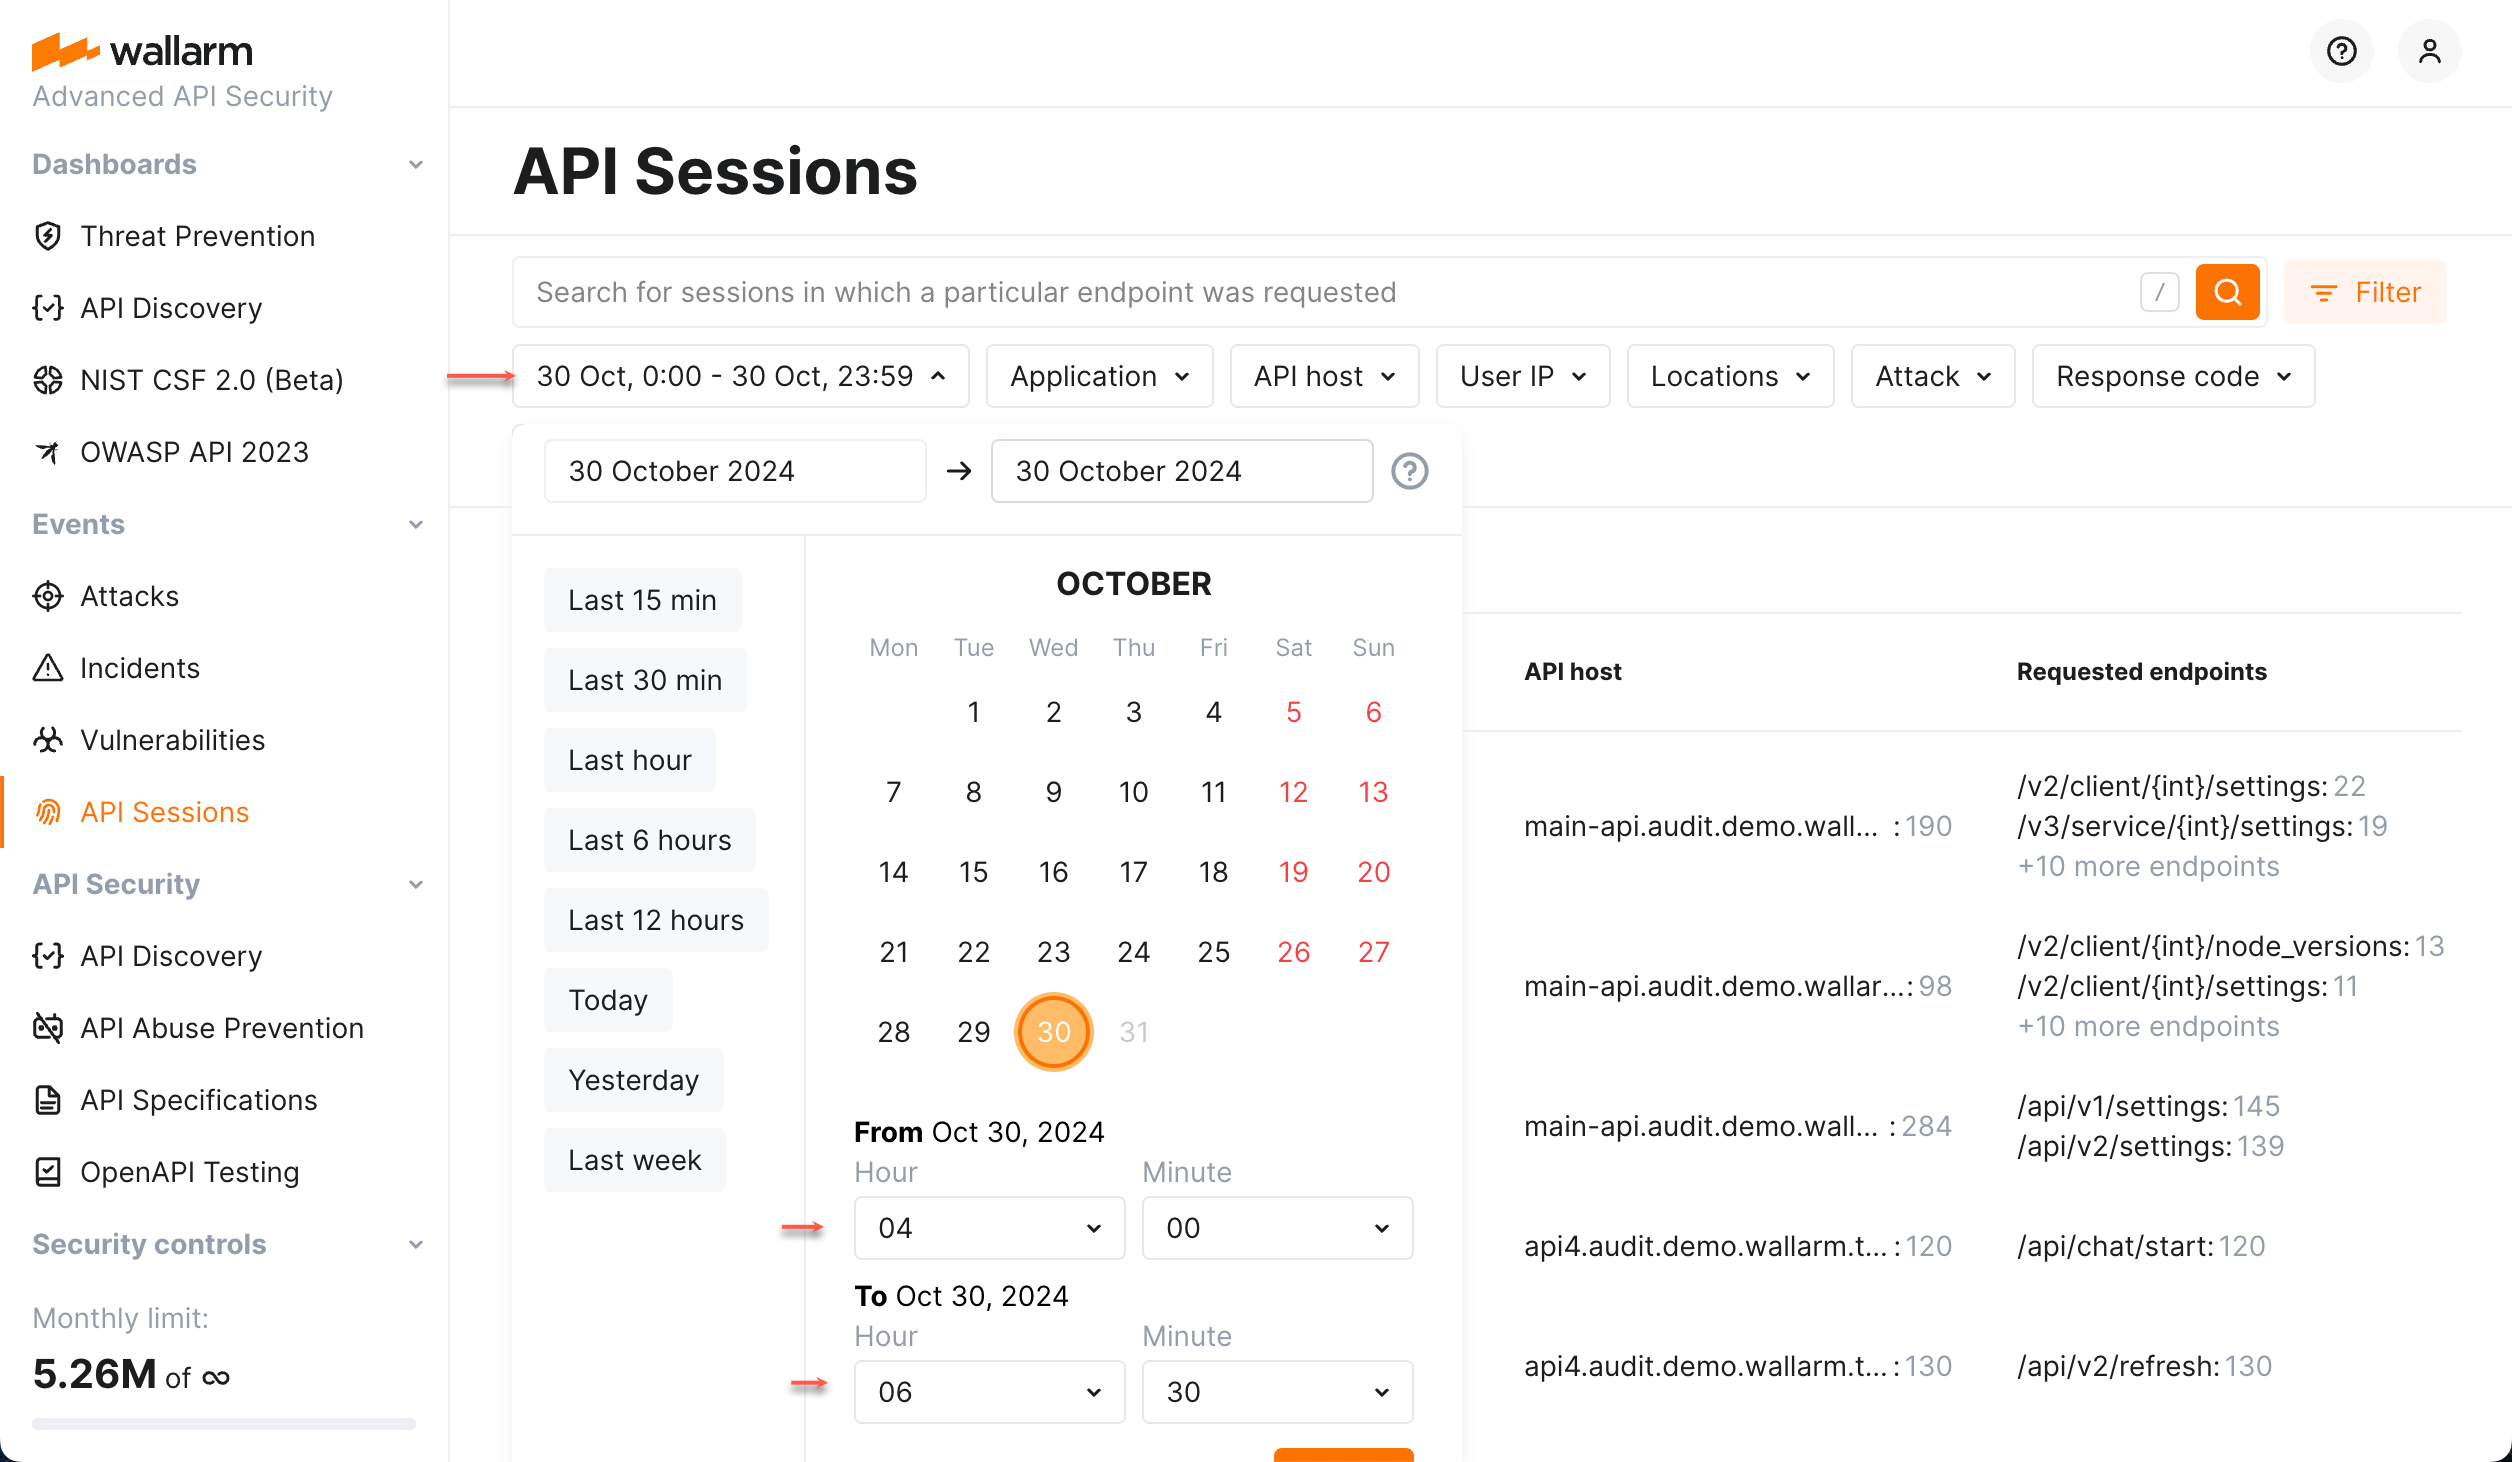 wallarm
Advanced API Security
Dashboards
Threat Prevention
API Discovery
NIST CSF 2.0 (Beta)
OWASP API 2023
Events
Attacks
Incidents
Vulnerabilities
API Sessions
API Security
API Discovery
API Abuse Prevention
API Specifications
OpenAPI Testing
Security controls
Monthly limit:
5.26M of ∞
API Sessions
Search for sessions in which a particular endpoint was requested /
Filter
30 Oct, 0:00 - 30 Oct, 23:59 Application API host User IP Locations Attack Response code
30 October 2024 → 30 October 2024
Last 15 min
Last 30 min
Last hour
Last 6 hours
Last 12 hours
Today
Yesterday
Last week
OCTOBER
Mon Tue Wed Thu Fri Sat Sun
1 2 3 4 5 6
7 8 9 10 11 12 13
14 15 16 17 18 19 20
21 22 23 24 25 26 27
28 29 30 31
From Oct 30, 2024
Hour Minute
04 00
To Oct 30, 2024
Hour Minute
06 30
API host Requested endpoints
main-api.audit.demo.wall... :190
/v2/client/{int}/settings:22
/v3/service/{int}/settings:19
+10 more endpoints
main-api.audit.demo.wallar...:98
/v2/client/{int}/node_versions:13
/v2/client/{int}/settings:11
+10 more endpoints
main-api.audit.demo.wall... :284
/api/v1/settings:145
/api/v2/settings:139
api4.audit.demo.wallarm.t... :120 /api/chat/start:120
api4.audit.demo.wallarm.t... :130 /api/v2/refresh:130